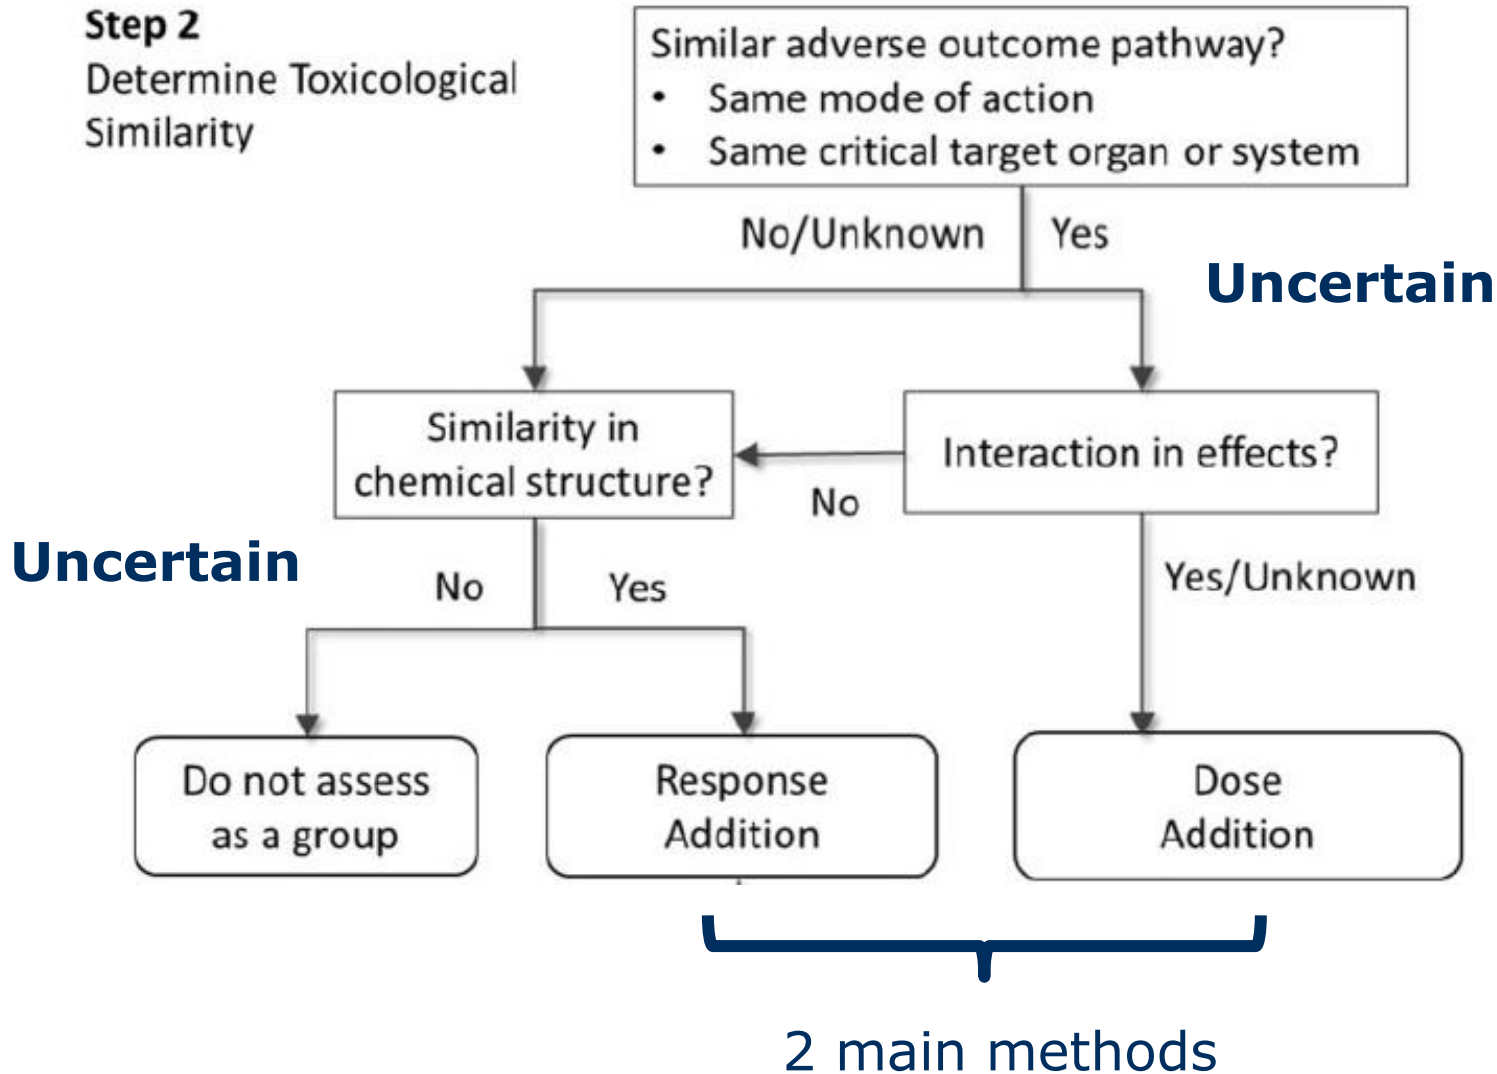 Step 2
Determine Toxicological
Similarity
Similar adverse outcome pathway?
• Same mode of action
• Same critical target organ or system
No/Unknown
Yes
Uncertain
Similarity in
chemical structure?
No
Interaction in effects?
Uncertain
No
Yes
Yes/Unknown
Do not assess
as a group
Response
Addition
Dose
Addition
2 main methods